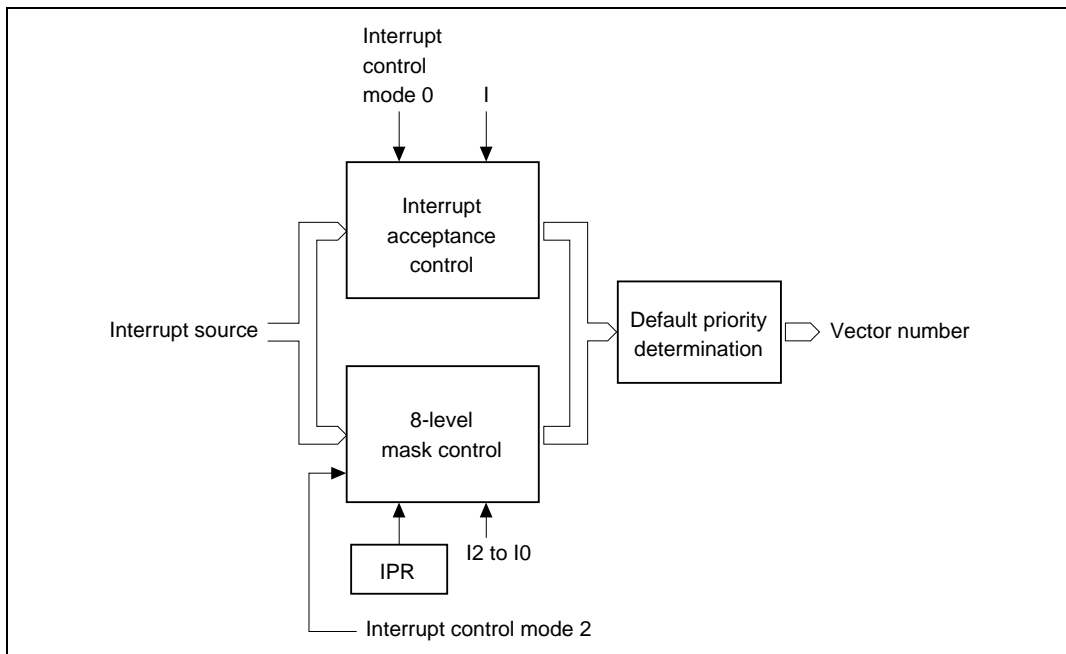 Interrupt
control
mode 0
I
Interrupt
acceptance
control
Interrupt source
Default priority
determination
Vector number
8-level
mask control
I2 to I0
IPR
Interrupt control mode 2